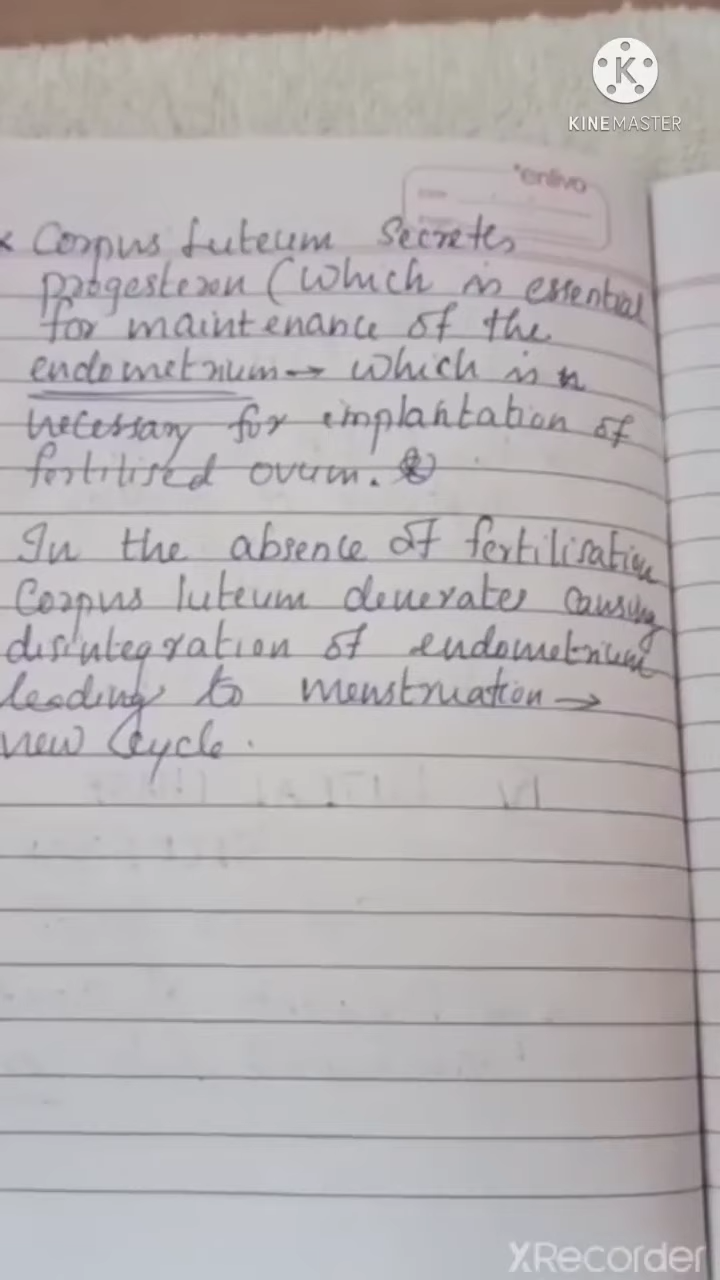 KINEMASTER
enlivo
Corpus Luteum Secretes
progesteron (which is essential
for maintenance of the
endometrium → which is n
necessary for implantation of
fertilised ovum.
In the absence of fertilisation
Corpus luteum denerates causing
disintegration of endometrium
leading to menstruation →
new Cycle.
XRecorder